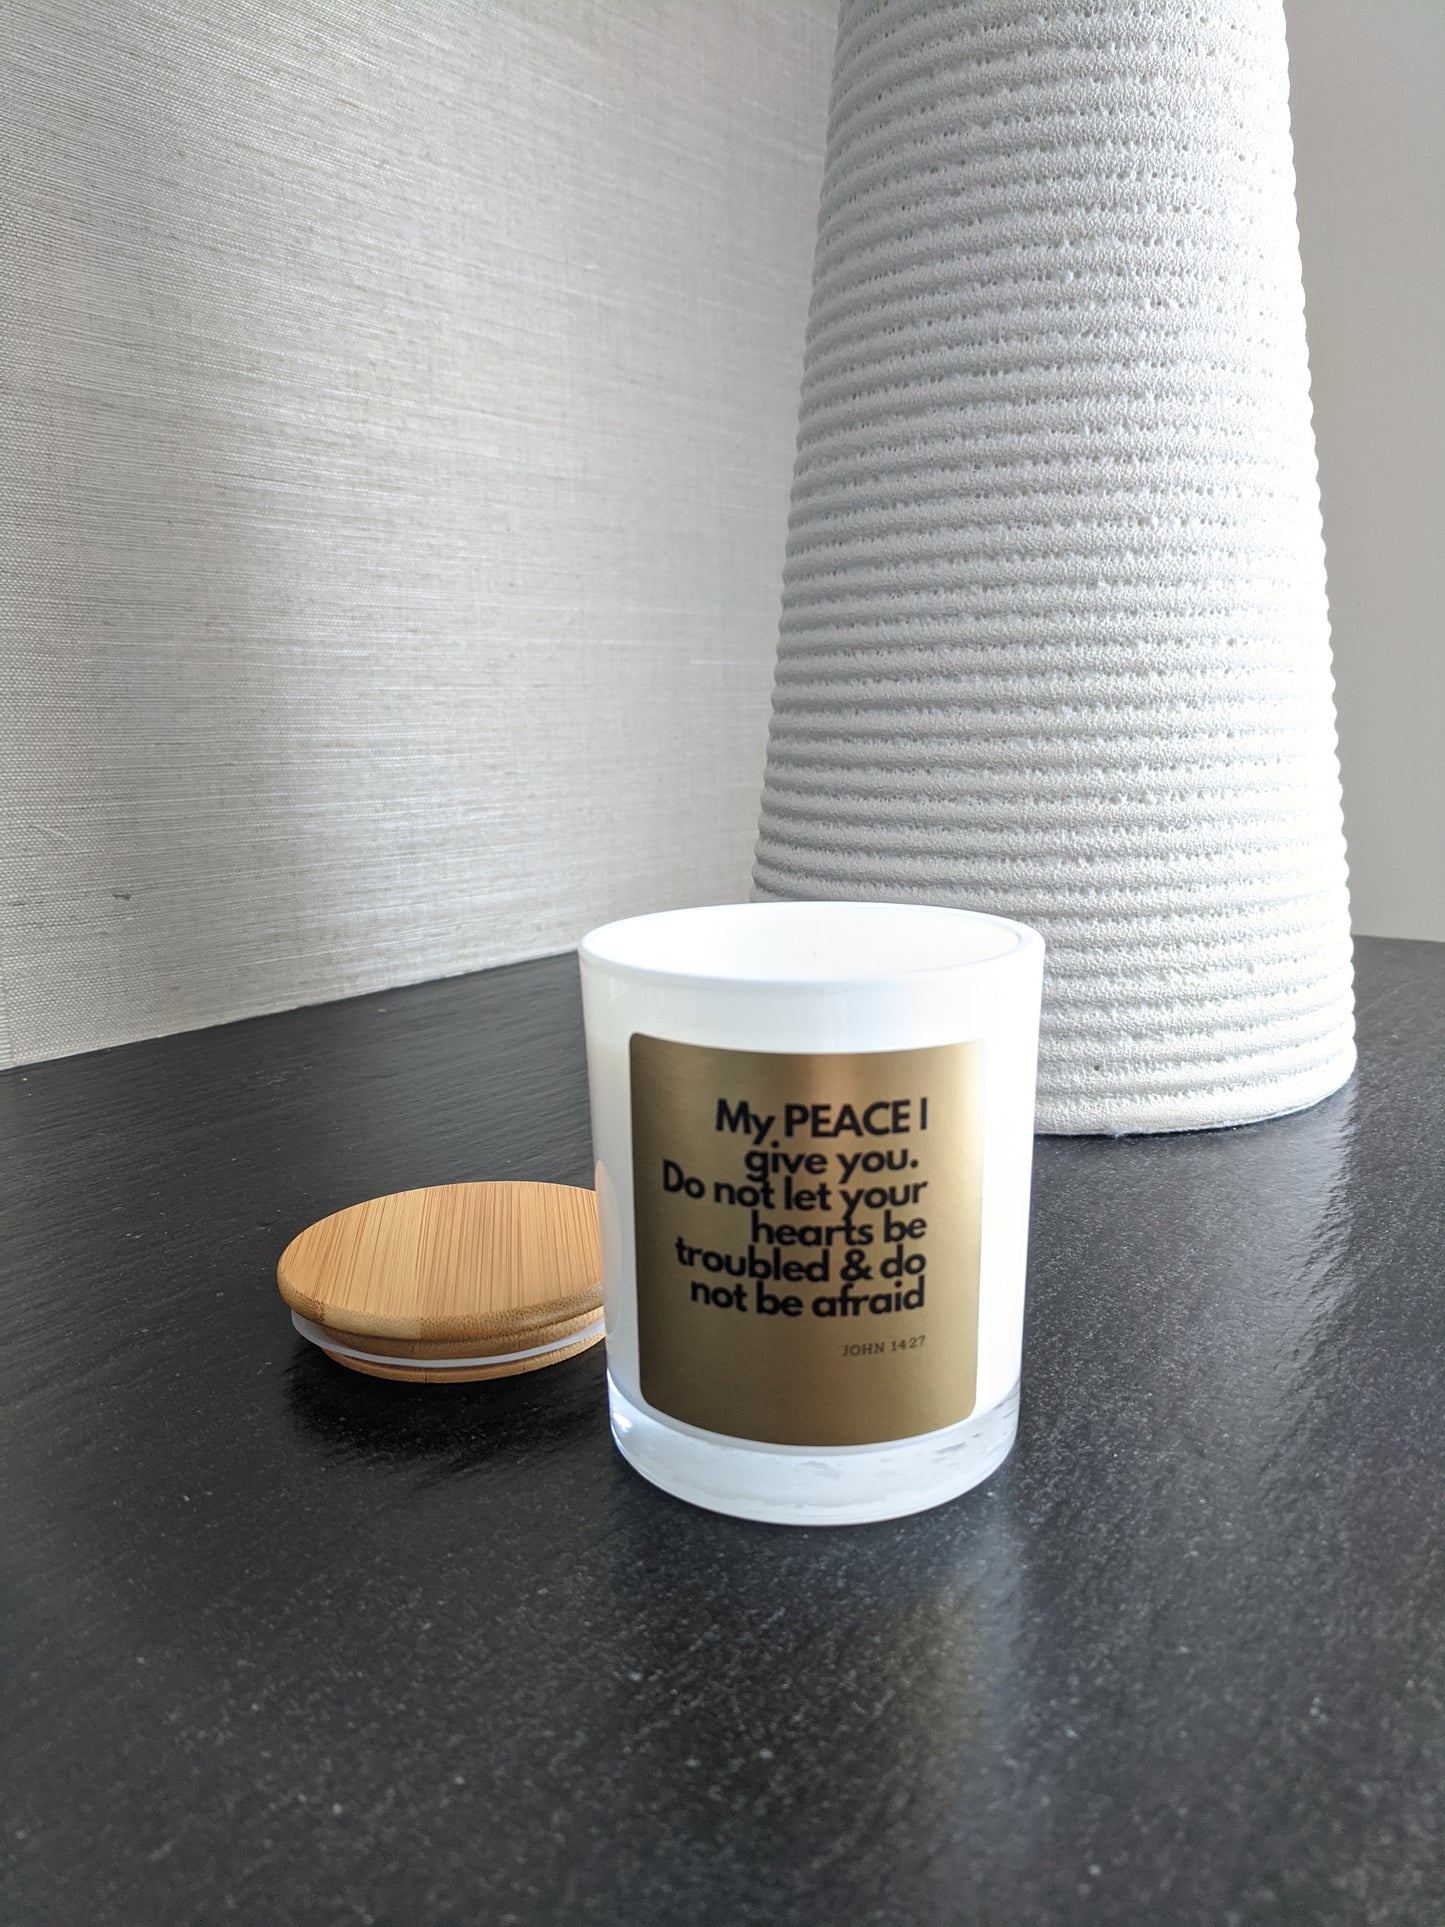 My PEACE I
give you.
Do not let your
hearts be
troubled & do
not be afraid
JOHN 14:27